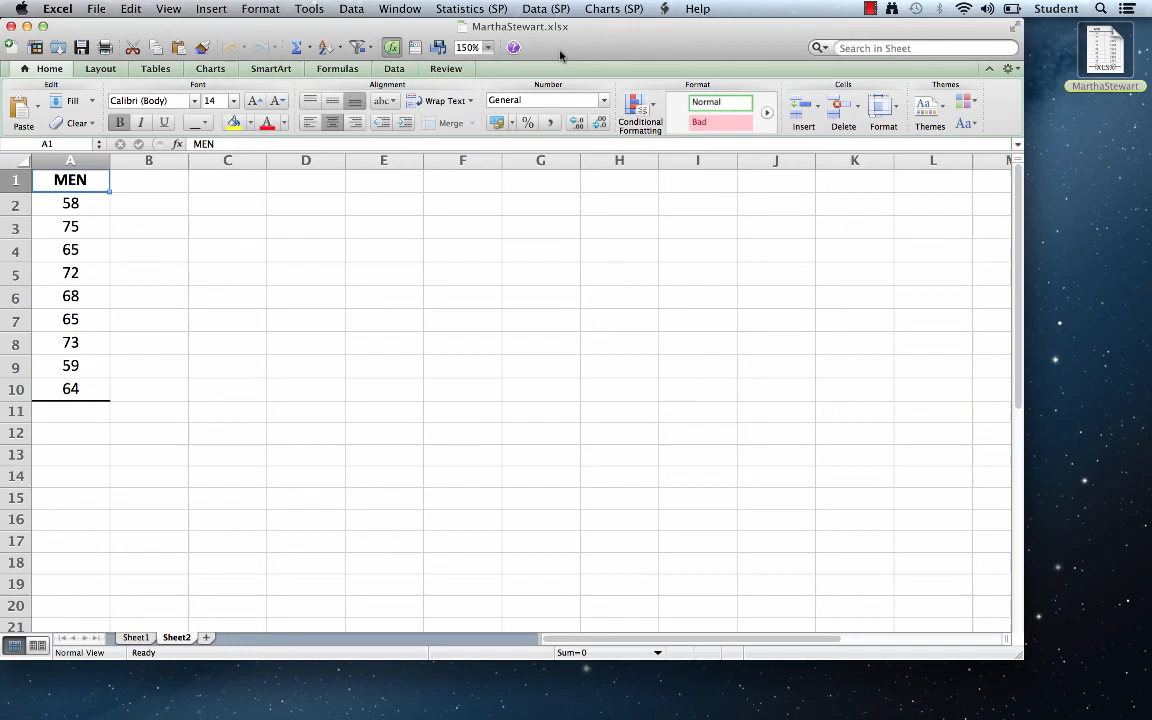 Excel File Edit View Insert Format Tools Data Window Statistics (SP) Data (SP) Charts (SP) Help Student
MarthaStewart.xlsx
150% ? Search in Sheet
XLSX
MarthaStewart
Home Layout Tables Charts SmartArt Formulas Data Review
Edit Font Alignment Number Format Cells Themes
Fill Calibri (Body) 14 A A abc Wrap Text General Normal Aa
Paste Clear B I U A Merge % , Conditional Formatting Bad Insert Delete Format Themes Aa
A1 fx MEN
A B C D E F G H I J K L
1 MEN
2 58
3 75
4 65
5 72
6 68
7 65
8 73
9 59
10 64
11
12
13
14
15
16
17
18
19
20
21
Sheet1 Sheet2 +
Normal View Ready Sum=0